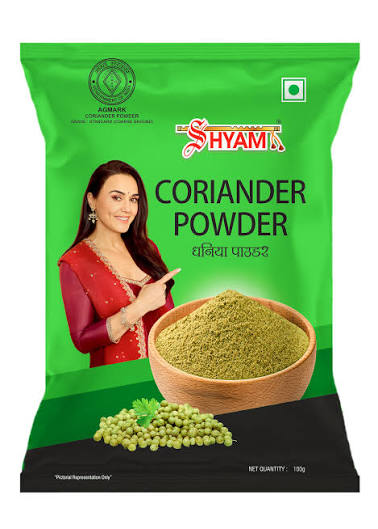 AGMARK
CORIANDER POWDER
SHYAM
CORIANDER
POWDER
धनिया पाउडर
NET QUANTITY : 100g
"Pictorial Representation Only"